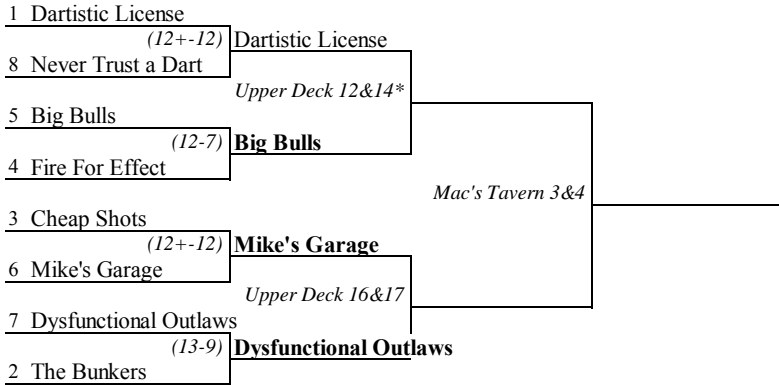 1 Dartistic License
(12+-12) Dartistic License
8 Never Trust a Dart
Upper Deck 12&14*
5 Big Bulls
(12-7) Big Bulls
4 Fire For Effect
Mac's Tavern 3&4
3 Cheap Shots
(12+-12) Mike's Garage
6 Mike's Garage
Upper Deck 16&17
7 Dysfunctional Outlaws
(13-9) Dysfunctional Outlaws
2 The Bunkers